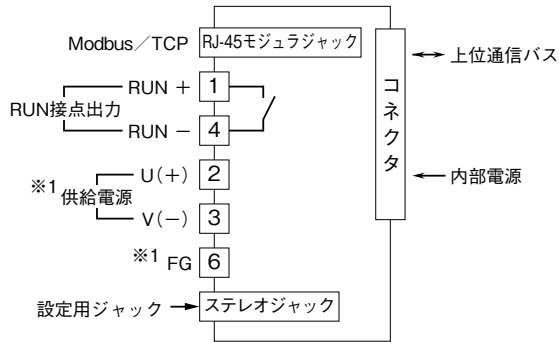 Modbus／TCP RJ-45モジュラジャック
RUN＋ 1
RUN接点出力
RUN－ 4
※1 供給電源
U(＋) 2
V(－) 3
※1 FG 6
設定用ジャック ステレオジャック
コネクタ
上位通信バス
内部電源